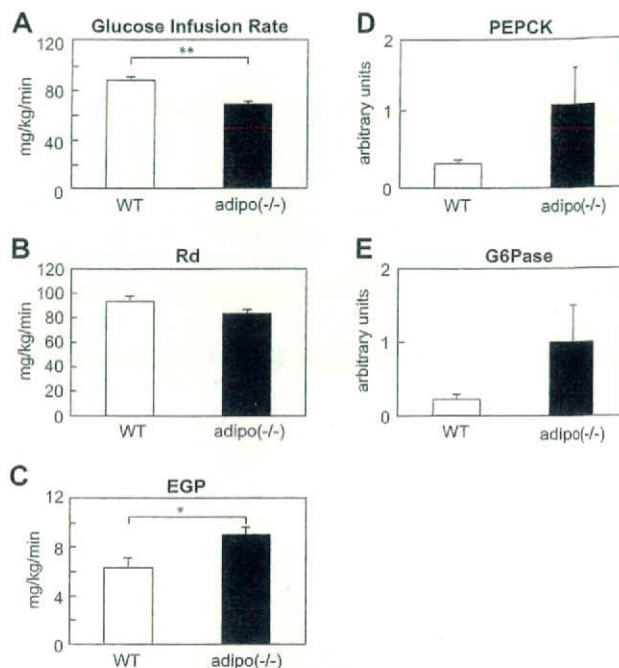 A
Glucose Infusion Rate
**
mg/kg/min
120
80
40
0
WT
adipo(-/-)
B
Rd
mg/kg/min
120
100
80
60
40
20
0
WT
adipo(-/-)
C
EGP
*
mg/kg/min
12
8
4
0
WT
adipo(-/-)
D
PEPCK
arbitrary units
2
1
0
WT
adipo(-/-)
E
G6Pase
arbitrary units
2
1
0
WT
adipo(-/-)